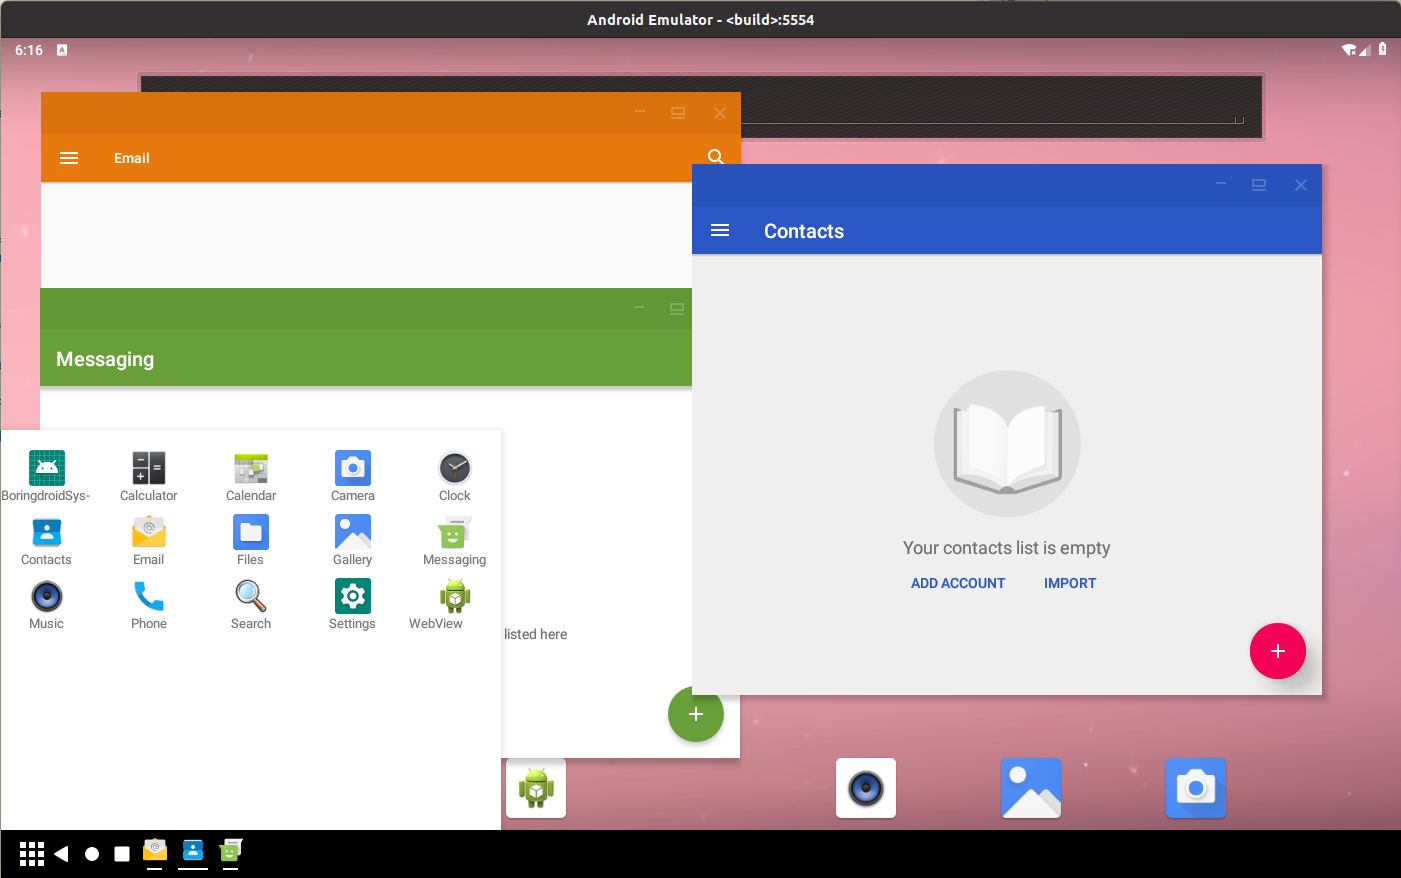 Android Emulator - <build>:5554
6:16
Email
Contacts
Messaging
BoringdroidSys-
Calculator
Calendar
Camera
Clock
Contacts
Email
Files
Gallery
Messaging
Music
Phone
Search
Settings
WebView
listed here
Your contacts list is empty
ADD ACCOUNT
IMPORT